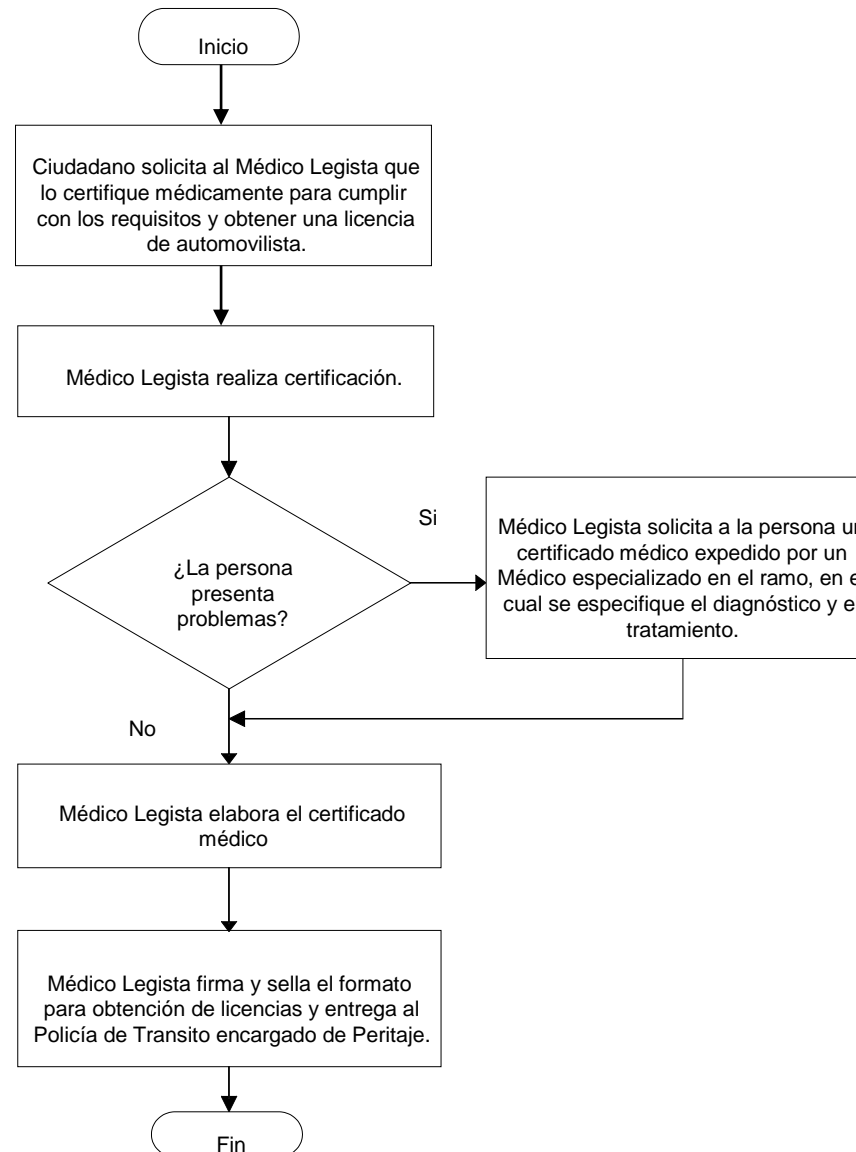 Inicio
Ciudadano solicita al Médico Legista que
lo certifique médicamente para cumplir
con los requisitos y obtener una licencia
de automovilista.
Médico Legista realiza certificación.
¿La persona
presenta
problemas?
Si
Médico Legista solicita a la persona
certificado médico expedido por un
Médico especializado en el ramo, en
cual se especifique el diagnóstico y
tratamiento.
No
Médico Legista elabora el certificado
médico
Médico Legista firma y sella el formato
para obtención de licencias y entrega al
Policía de Transito encargado de Peritaje.
Fin